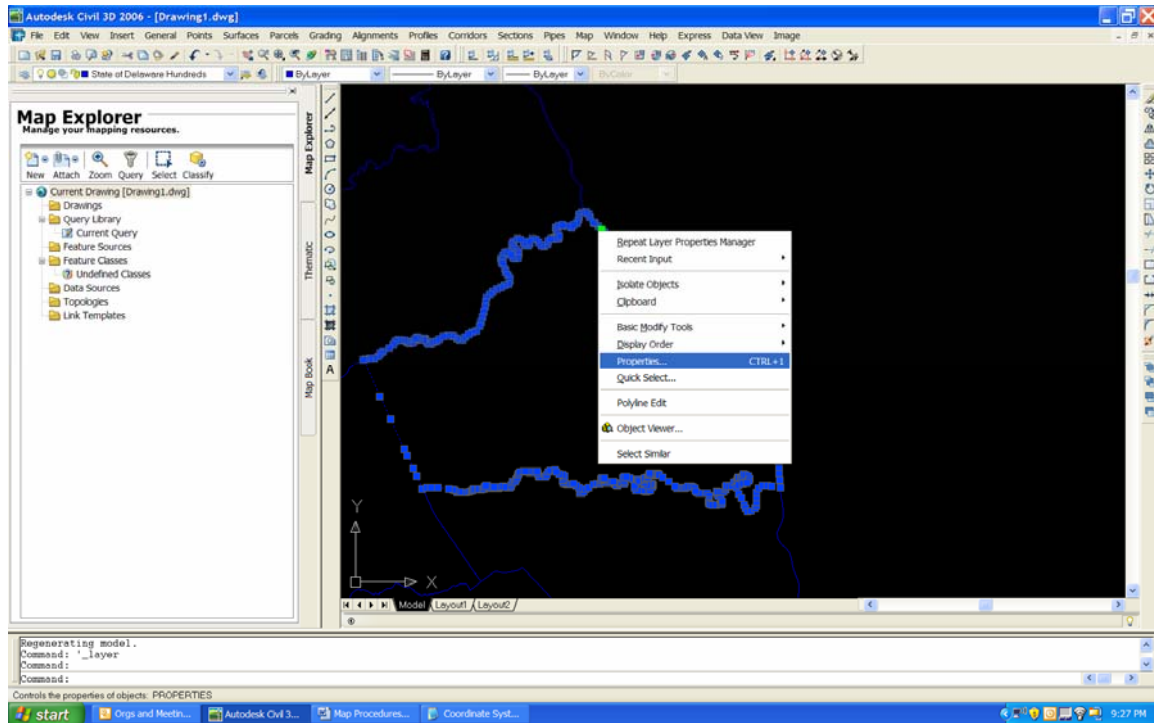 Autodesk Civil 3D 2006 - [Drawing1.dwg]
File Edit View Insert General Points Surfaces Parcels Grading Alignments Profiles Corridors Sections Pipes Map Window Help Express Data View Image
State of Delaware Hundreds ByLayer ByLayer ByLayer ByColor
Map Explorer
Manage your mapping resources.
New Attach Zoom Query Select Classify
Current Drawing [Drawing1.dwg]
Drawings
Query Library
Current Query
Feature Sources
Feature Classes
Undefined Classes
Data Sources
Topologies
Link Templates
Map Explorer
Thematic
Map Book
A
Repeat Layer Properties Manager
Recent Input
Isolate Objects
Clipboard
Basic Modify Tools
Display Order
Properties... CTRL+1
Quick Select...
Polyline Edit
Object Viewer...
Select Similar
Y
X
Model Layout1 Layout2
Regenerating model.
Command: '_layer
Command:
Command:
Controls the properties of objects: PROPERTIES
start Orgs and Meetin... Autodesk Civil 3... Map Procedures... Coordinate Syst... 9:27 PM